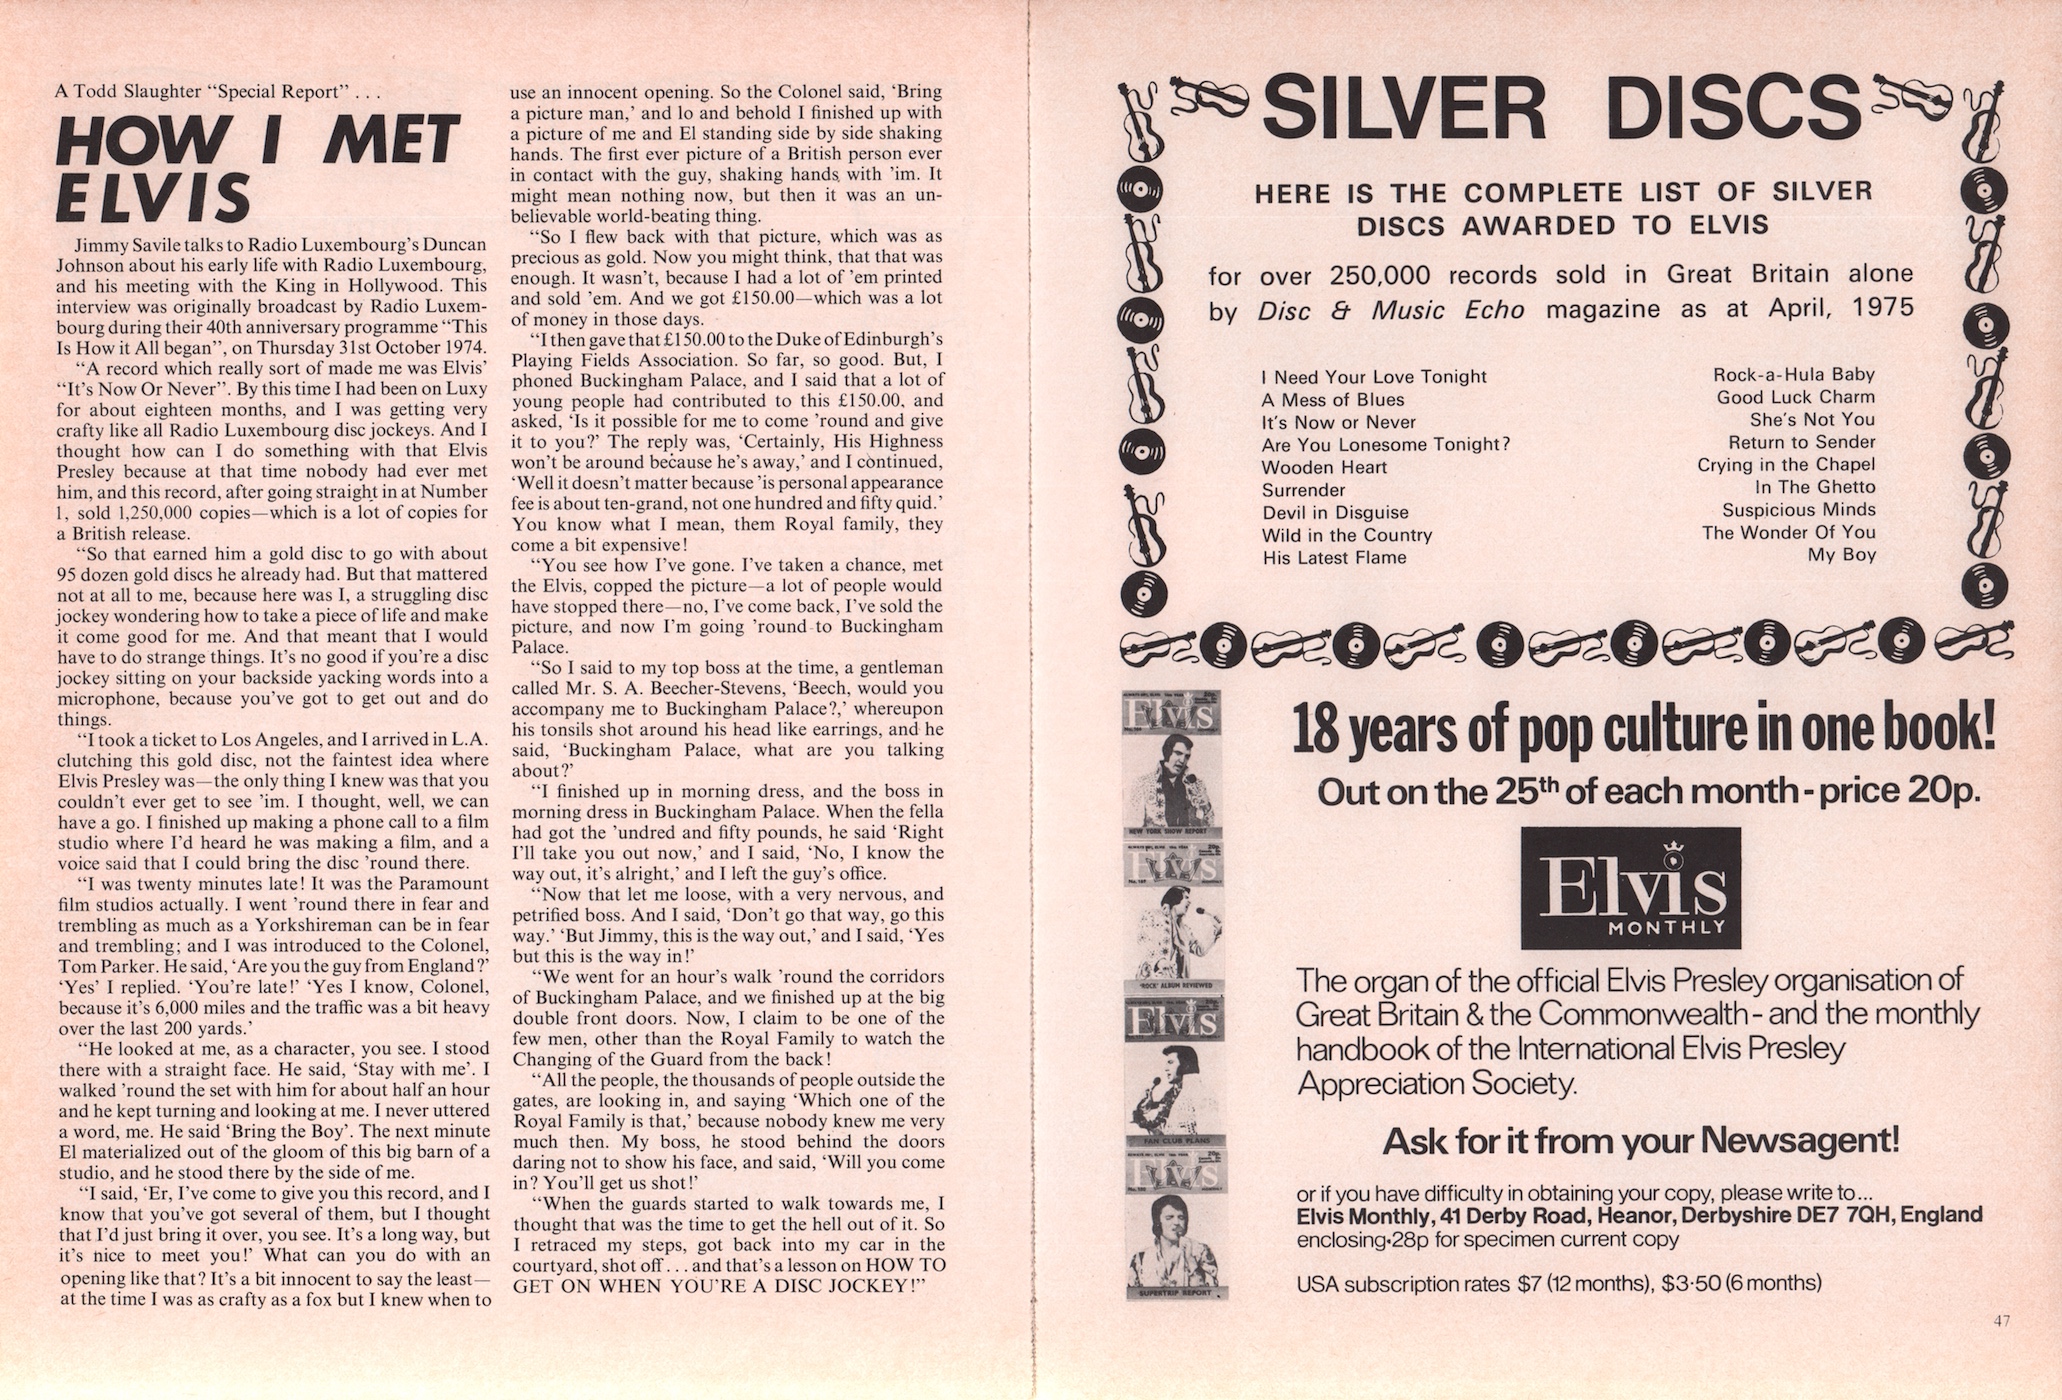 A Todd Slaughter “Special Report” . . .
HOW I MET
ELVIS
Jimmy Savile talks to Radio Luxembourg’s Duncan
Johnson about his early life with Radio Luxembourg,
and his meeting with the King in Hollywood. This
interview was originally broadcast by Radio Luxem-
bourg during their 40th anniversary programme “This
Is How it All began”, on Thursday 31st October 1974.
“A record which really sort of made me was Elvis’
“It’s Now Or Never”. By this time I had been on Luxy
for about eighteen months, and I was getting very
crafty like all Radio Luxembourg disc jockeys. And I
thought how can I do something with that Elvis
Presley because at that time nobody had ever met
him, and this record, after going straight in at Number
1, sold 1,250,000 copies—which is a lot of copies for
a British release.
“So that earned him a gold disc to go with about
95 dozen gold discs he already had. But that mattered
not at all to me, because here was I, a struggling disc
jockey wondering how to take a piece of life and make
it come good for me. And that meant that I would
have to do strange things. It’s no good if you’re a disc
jockey sitting on your backside yacking words into a
microphone, because you’ve got to get out and do
things.
“I took a ticket to Los Angeles, and I arrived in L.A.
clutching this gold disc, not the faintest idea where
Elvis Presley was—the only thing I knew was that you
couldn’t ever get to see ’im. I thought, well, we can
have a go. I finished up making a phone call to a film
studio where I’d heard he was making a film, and a
voice said that I could bring the disc ’round there.
“I was twenty minutes late! It was the Paramount
film studios actually. I went ’round there in fear and
trembling as much as a Yorkshireman can be in fear
and trembling; and I was introduced to the Colonel,
Tom Parker. He said, ‘Are you the guy from England?’
‘Yes’ I replied. ‘You’re late!’ ‘Yes I know, Colonel,
because it’s 6,000 miles and the traffic was a bit heavy
over the last 200 yards.’
“He looked at me, as a character, you see. I stood
there with a straight face. He said, ‘Stay with me’. I
walked ’round the set with him for about half an hour
and he kept turning and looking at me. I never uttered
a word, me. He said ‘Bring the Boy’. The next minute
El materialized out of the gloom of this big barn of a
studio, and he stood there by the side of me.
“I said, ‘Er, I’ve come to give you this record, and I
know that you’ve got several of them, but I thought
that I’d just bring it over, you see. It’s a long way, but
it’s nice to meet you!’ What can you do with an
opening like that? It’s a bit innocent to say the least—
at the time I was as crafty as a fox but I knew when to
use an innocent opening. So the Colonel said, ‘Bring
a picture man,’ and lo and behold I finished up with
a picture of me and El standing side by side shaking
hands. The first ever picture of a British person ever
in contact with the guy, shaking hands with ’im. It
might mean nothing now, but then it was an un-
believable world-beating thing.
“So I flew back with that picture, which was as
precious as gold. Now you might think, that that was
enough. It wasn’t, because I had a lot of ’em printed
and sold ’em. And we got £150.00—which was a lot
of money in those days.
“I then gave that £150.00 to the Duke of Edinburgh’s
Playing Fields Association. So far, so good. But, I
phoned Buckingham Palace, and I said that a lot of
young people had contributed to this £150.00, and
asked, ‘Is it possible for me to come ’round and give
it to you?’ The reply was, ‘Certainly, His Highness
won’t be around because he’s away,’ and I continued,
‘Well it doesn’t matter because ’is personal appearance
fee is about ten-grand, not one hundred and fifty quid.’
You know what I mean, them Royal family, they
come a bit expensive!
“You see how I’ve gone. I’ve taken a chance, met
the Elvis, copped the picture—a lot of people would
have stopped there—no, I’ve come back, I’ve sold the
picture, and now I’m going ’round to Buckingham
Palace.
“So I said to my top boss at the time, a gentleman
called Mr. S. A. Beecher-Stevens, ‘Beech, would you
accompany me to Buckingham Palace?,’ whereupon
his tonsils shot around his head like earrings, and he
said, ‘Buckingham Palace, what are you talking
about?’
“I finished up in morning dress, and the boss in
morning dress in Buckingham Palace. When the fella
had got the ’undred and fifty pounds, he said ‘Right
I’ll take you out now,’ and I said, ‘No, I know the
way out, it’s alright,’ and I left the guy’s office.
“Now that let me loose, with a very nervous, and
petrified boss. And I said, ‘Don’t go that way, go this
way.’ ‘But Jimmy, this is the way out,’ and I said, ‘Yes
but this is the way in!’
“We went for an hour’s walk ’round the corridors
of Buckingham Palace, and we finished up at the big
double front doors. Now, I claim to be one of the
few men, other than the Royal Family to watch the
Changing of the Guard from the back!
“All the people, the thousands of people outside the
gates, are looking in, and saying ‘Which one of the
Royal Family is that,’ because nobody knew me very
much then. My boss, he stood behind the doors
daring not to show his face, and said, ‘Will you come
in? You’ll get us shot!’
“When the guards started to walk towards me, I
thought that was the time to get the hell out of it. So
I retraced my steps, got back into my car in the
courtyard, shot off . . . and that’s a lesson on HOW TO
GET ON WHEN YOU’RE A DISC JOCKEY!”
SILVER DISCS
HERE IS THE COMPLETE LIST OF SILVER
DISCS AWARDED TO ELVIS
for over 250,000 records sold in Great Britain alone
by Disc & Music Echo magazine as at April, 1975
I Need Your Love Tonight
A Mess of Blues
It’s Now or Never
Are You Lonesome Tonight?
Wooden Heart
Surrender
Devil in Disguise
Wild in the Country
His Latest Flame
Rock-a-Hula Baby
Good Luck Charm
She’s Not You
Return to Sender
Crying in the Chapel
In The Ghetto
Suspicious Minds
The Wonder Of You
My Boy
Elvis
NEW YORK SHOW REPORT
Elvis
‘ROCK’ ALBUM REVIEWED
Elvis
FAN CLUB PLANS
Elvis
SUPERTRIP REPORT
18 years of pop culture in one book!
Out on the 25th of each month - price 20p.
Elvis
MONTHLY
The organ of the official Elvis Presley organisation of
Great Britain & the Commonwealth - and the monthly
handbook of the International Elvis Presley
Appreciation Society.
Ask for it from your Newsagent!
or if you have difficulty in obtaining your copy, please write to...
Elvis Monthly, 41 Derby Road, Heanor, Derbyshire DE7 7QH, England
enclosing 28p for specimen current copy
USA subscription rates $7 (12 months), $3·50 (6 months)
47